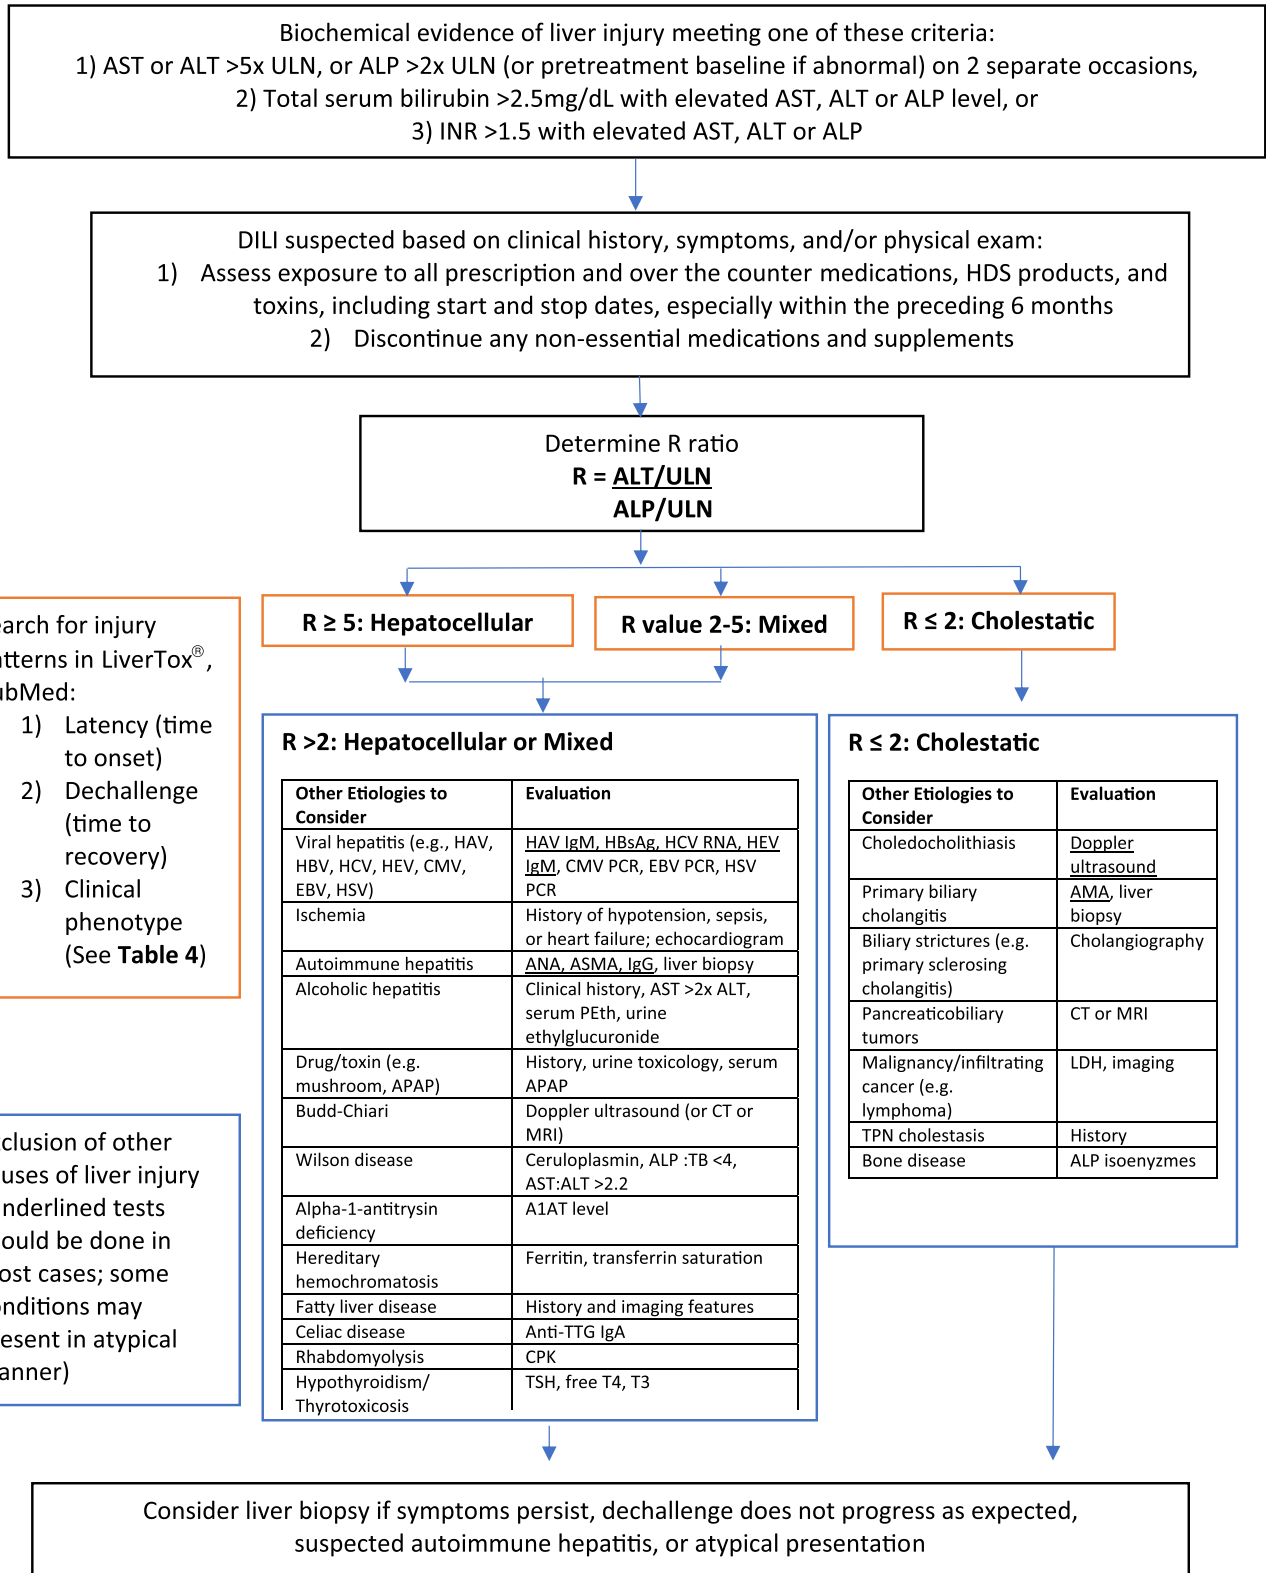 Biochemical evidence of liver injury meeting one of these criteria:
1) AST or ALT >5x ULN, or ALP >2x ULN (or pretreatment baseline if abnormal) on 2 separate occasions,
2) Total serum bilirubin >2.5mg/dL with elevated AST, ALT or ALP level, or
3) INR >1.5 with elevated AST, ALT or ALP
DILI suspected based on clinical history, symptoms, and/or physical exam:
1) Assess exposure to all prescription and over the counter medications, HDS products, and
toxins, including start and stop dates, especially within the preceding 6 months
2) Discontinue any non-essential medications and supplements
Determine R ratio
R = ALT/ULN
ALP/ULN
R ≥ 5: Hepatocellular
R value 2-5: Mixed
R ≤ 2: Cholestatic
earch for injury
atterns in LiverTox®,
ubMed:
1) Latency (time
to onset)
2) Dechallenge
(time to
recovery)
3) Clinical
phenotype
(See Table 4)
clusion of other
uses of liver injury
nderlined tests
ould be done in
ost cases; some
onditions may
resent in atypical
anner)
R >2: Hepatocellular or Mixed
Other Etiologies to
Consider
Evaluation
Viral hepatitis (e.g., HAV,
HBV, HCV, HEV, CMV,
EBV, HSV)
HAV IgM, HBsAg, HCV RNA, HEV
IgM, CMV PCR, EBV PCR, HSV
PCR
Ischemia
History of hypotension, sepsis,
or heart failure; echocardiogram
Autoimmune hepatitis
ANA, ASMA, IgG, liver biopsy
Alcoholic hepatitis
Clinical history, AST >2x ALT,
serum PEth, urine
ethylglucuronide
Drug/toxin (e.g.
mushroom, APAP)
History, urine toxicology, serum
APAP
Budd-Chiari
Doppler ultrasound (or CT or
MRI)
Wilson disease
Ceruloplasmin, ALP :TB <4,
AST:ALT >2.2
Alpha-1-antitrysin
deficiency
A1AT level
Hereditary
hemochromatosis
Ferritin, transferrin saturation
Fatty liver disease
History and imaging features
Celiac disease
Anti-TTG IgA
Rhabdomyolysis
CPK
Hypothyroidism/
Thyrotoxicosis
TSH, free T4, T3
R ≤ 2: Cholestatic
Other Etiologies to
Consider
Evaluation
Choledocholithiasis
Doppler
ultrasound
Primary biliary
cholangitis
AMA, liver
biopsy
Biliary strictures (e.g.
primary sclerosing
cholangitis)
Cholangiography
Pancreaticobiliary
tumors
CT or MRI
Malignancy/infiltrating
cancer (e.g.
lymphoma)
LDH, imaging
TPN cholestasis
History
Bone disease
ALP isoenyzmes
Consider liver biopsy if symptoms persist, dechallenge does not progress as expected,
suspected autoimmune hepatitis, or atypical presentation